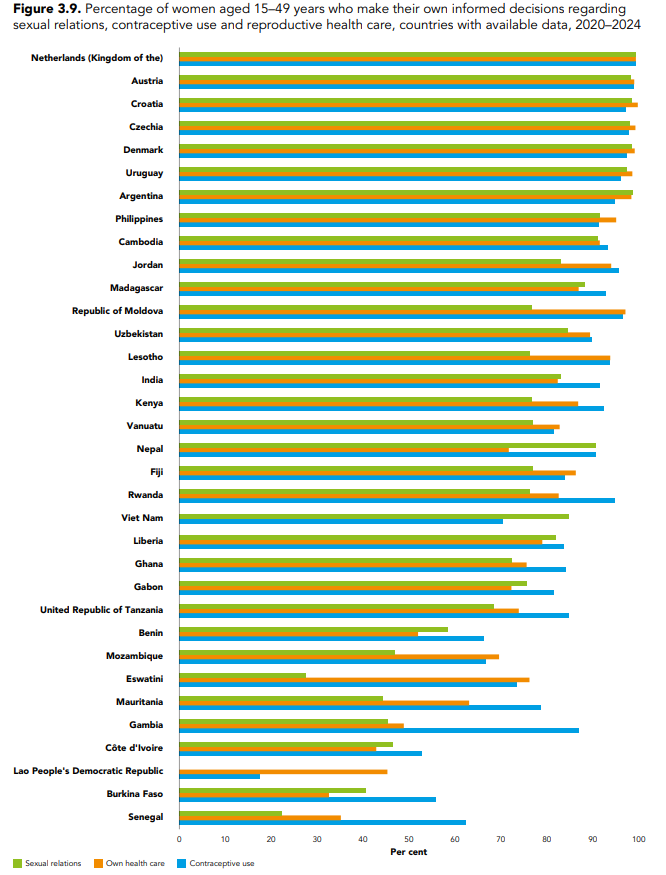 Figure 3.9. Percentage of women aged 15–49 years who make their own informed decisions regarding
sexual relations, contraceptive use and reproductive health care, countries with available data, 2020–2024
Netherlands (Kingdom of the)
Austria
Croatia
Czechia
Denmark
Uruguay
Argentina
Philippines
Cambodia
Jordan
Madagascar
Republic of Moldova
Uzbekistan
Lesotho
India
Kenya
Vanuatu
Nepal
Fiji
Rwanda
Viet Nam
Liberia
Ghana
Gabon
United Republic of Tanzania
Benin
Mozambique
Eswatini
Mauritania
Gambia
Côte d'Ivoire
Lao People's Democratic Republic
Burkina Faso
Senegal
0 10 20 30 40 50 60 70 80 90 100
Per cent
Sexual relations Own health care Contraceptive use